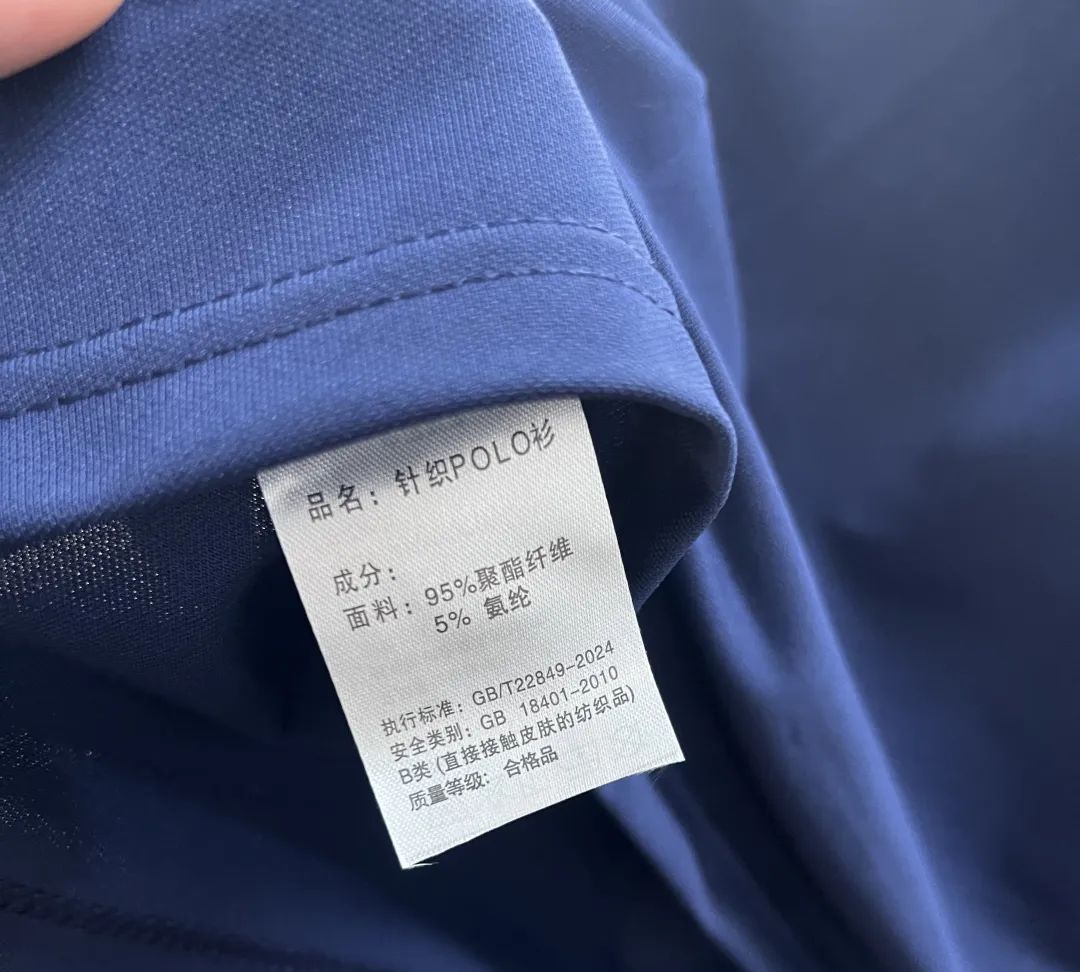 品名：针织POLO衫
成分：
面料：95%聚酯纤维
5% 氨纶
执行标准：GB/T22849-2024
安全类别：GB 18401-2010
B类 (直接接触皮肤的纺织品)
质量等级：合格品